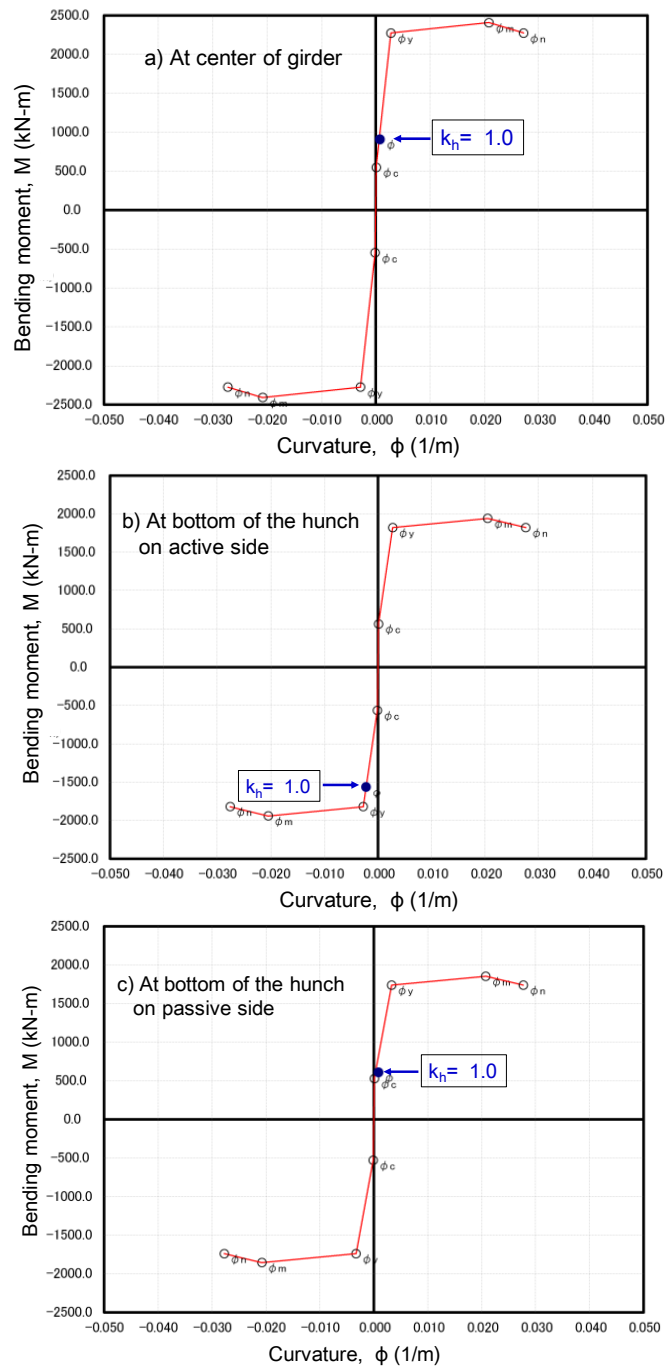 2500.0
2000.0
1500.0
1000.0
500.0
0.0
-500.0
-1000.0
-1500.0
-2000.0
-2500.0
Bending moment, M (kN-m)
a) At center of girder
ϕy
ϕm
ϕn
kh= 1.0
ϕ
ϕc
ϕc
ϕn
ϕm
ϕy
-0.050 -0.040 -0.030 -0.020 -0.010 0.000 0.010 0.020 0.030 0.040 0.050
Curvature, ϕ (1/m)
2500.0
2000.0
1500.0
1000.0
500.0
0.0
-500.0
-1000.0
-1500.0
-2000.0
-2500.0
Bending moment, M (kN-m)
b) At bottom of the hunch
on active side
ϕy
ϕm
ϕn
ϕc
ϕc
kh= 1.0
ϕn
ϕm
ϕy
-0.050 -0.040 -0.030 -0.020 -0.010 0.000 0.010 0.020 0.030 0.040 0.050
Curvature, ϕ (1/m)
2500.0
2000.0
1500.0
1000.0
500.0
0.0
-500.0
-1000.0
-1500.0
-2000.0
-2500.0
Bending moment, M (kN-m)
c) At bottom of the hunch
on passive side
ϕy
ϕm
ϕn
kh= 1.0
ϕ
ϕc
ϕc
ϕn
ϕm
ϕy
-0.050 -0.040 -0.030 -0.020 -0.010 0.000 0.010 0.020 0.030 0.040 0.050
Curvature, ϕ (1/m)